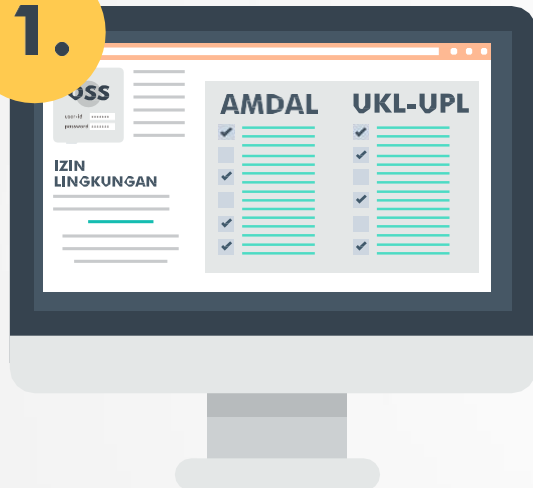 1.
OSS
user-id
password
IZIN
LINGKUNGAN
AMDAL
UKL-UPL